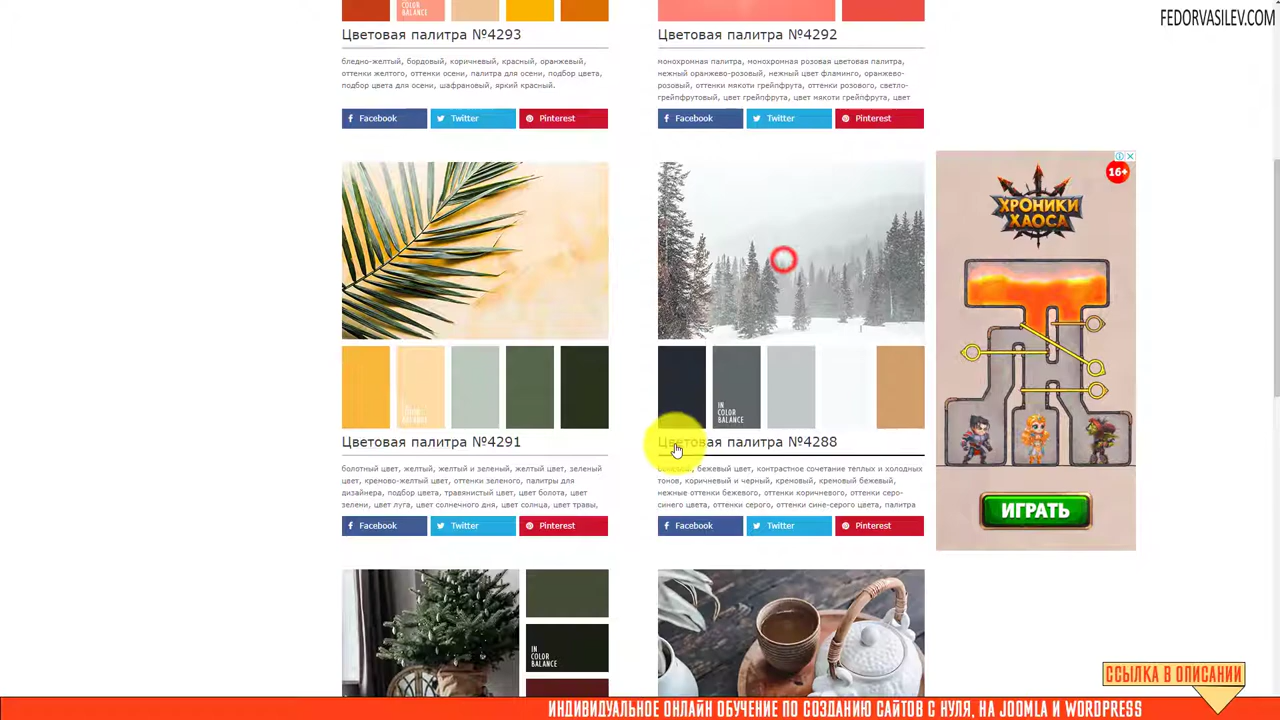 FEDORVASILEV.COM
IN
COLOR
BALANCE
Цветовая палитра №4293
бледно-желтый, бордовый, коричневый, красный, оранжевый,
оттенки желтого, оттенки осени, палитра для осени, подбор цвета,
подбор цвета для осени, шафрановый, яркий красный.
Facebook
Twitter
Pinterest
Цветовая палитра №4292
монохромная палитра, монохромная розовая цветовая палитра,
нежный оранжево-розовый, нежный цвет фламинго, оранжево-
розовый, оттенки мякоти грейпфрута, оттенки розового, светло-
грейпфрутовый, цвет грейпфрута, цвет мякоти грейпфрута, цвет
Facebook
Twitter
Pinterest
IN
COLOR
BALANCE
Цветовая палитра №4291
болотный цвет, желтый, желтый и зеленый, желтый цвет, зеленый
цвет, кремово-желтый цвет, оттенки зеленого, палитры для
дизайнера, подбор цвета, травянистый цвет, цвет болота, цвет
зелени, цвет луга, цвет солнечного дня, цвет солнца, цвет травы,
Facebook
Twitter
Pinterest
IN
COLOR
BALANCE
Цветовая палитра №4288
бежевый, бежевый цвет, контрастное сочетание теплых и холодных
тонов, коричневый и черный, кремовый, кремовый бежевый,
нежные оттенки бежевого, оттенки коричневого, оттенки серо-
синего цвета, оттенки серого, оттенки сине-серого цвета, палитра
Facebook
Twitter
Pinterest
16+
ХРОНИКИ
ХАОСА
ИГРАТЬ
IN
COLOR
BALANCE
ССЫЛКА В ОПИСАНИИ
ИНДИВИДУАЛЬНОЕ ОНЛАЙН ОБУЧЕНИЕ ПО СОЗДАНИЮ САЙТОВ С НУЛЯ, НА JOOMLA И WORDPRESS